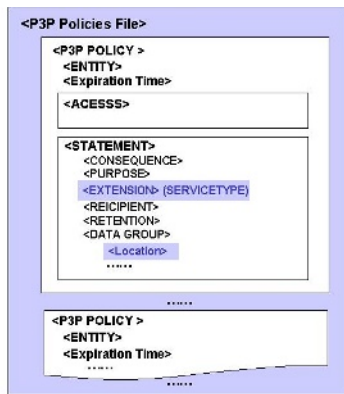 <P3P Policies File>
<P3P POLICY >
<ENTITY>
<Expiration Time>
<ACESSS>
<STATEMENT>
<CONSEQUENCE>
<PURPOSE>
<EXTENSION> (SERVICETYPE)
<REICIPIENT>
<RETENTION>
<DATA GROUP>
<Location>
......
......
<P3P POLICY >
<ENTITY>
<Expiration Time>
......
......